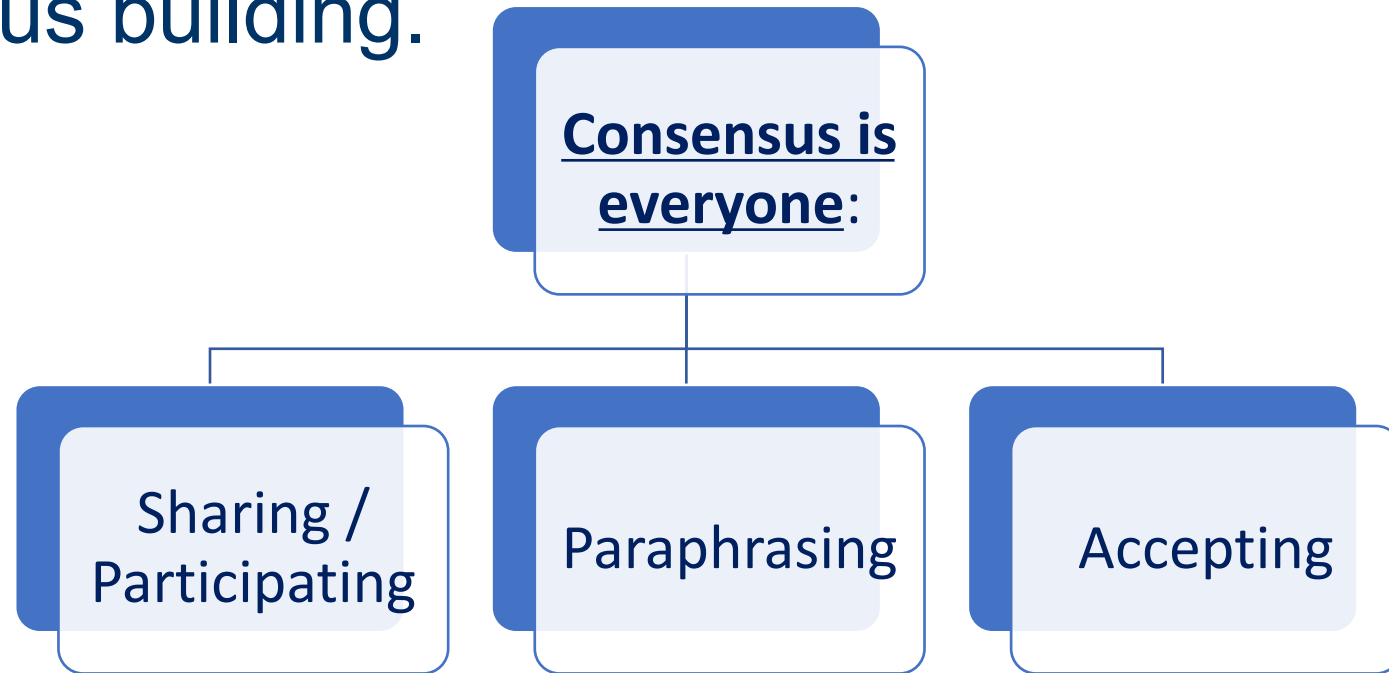 us building.
Consensus is
everyone:
Sharing /
Participating
Paraphrasing
Accepting